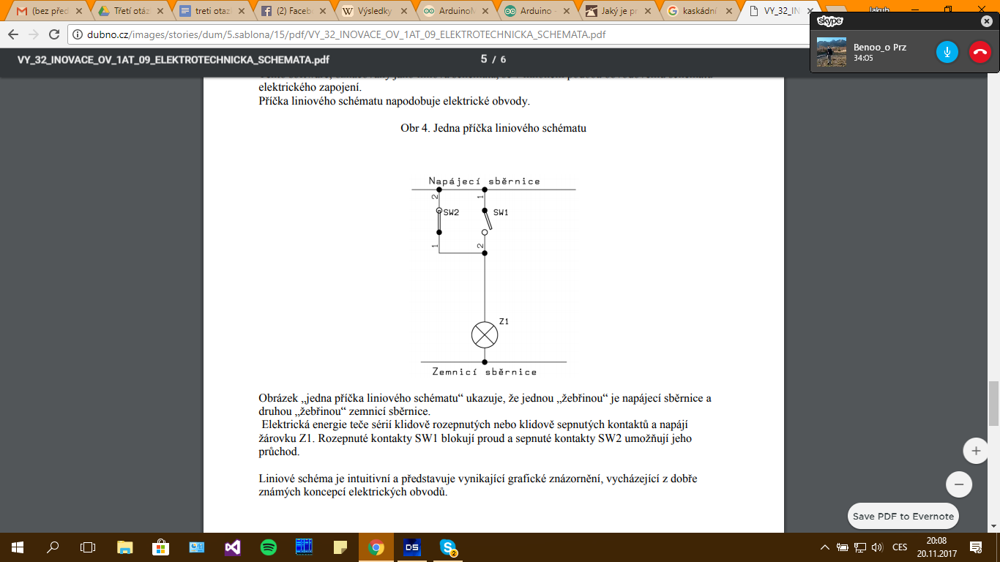 (bez před
Třetí otáz
treti otazi
(2) Faceb
Výsledky
ArduinoM
Arduino -
Jaký je pr
kaskádní
VY_32_IN
Jakub
dubno.cz/images/stories/dum/5.sablona/15/pdf/VY_32_INOVACE_OV_1AT_09_ELEKTROTECHNICKA_SCHEMATA.pdf
skype
Benoo_o Prz
34:05
VY_32_INOVACE_OV_1AT_09_ELEKTROTECHNICKA_SCHEMATA.pdf
5 / 6
elektrického zapojení.
Příčka liniového schématu napodobuje elektrické obvody.
Obr 4. Jedna příčka liniového schématu
Napájecí sběrnice
2 1
SW2 SW1
1 2
Z1
Zemnicí sběrnice
Obrázek „jedna příčka liniového schématu“ ukazuje, že jednou „žebřinou“ je napájecí sběrnice a
druhou „žebřinou“ zemnicí sběrnice.
Elektrická energie teče sérií klidově rozepnutých nebo klidově sepnutých kontaktů a napájí
žárovku Z1. Rozepnuté kontakty SW1 blokují proud a sepnuté kontakty SW2 umožňují jeho
průchod.
Liniové schéma je intuitivní a představuje vynikající grafické znázornění, vycházející z dobře
známých koncepcí elektrických obvodů.
Save PDF to Evernote
DS
2
CES
20:08
20.11.2017